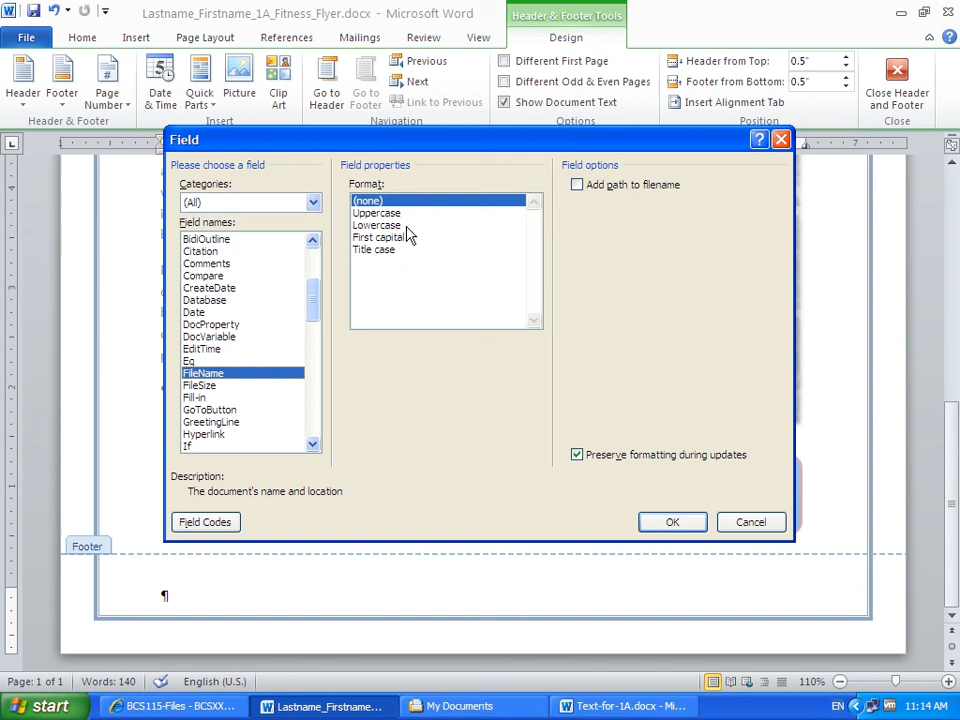 Lastname_Firstname_1A_Fitness_Flyer.docx - Microsoft Word
Header & Footer Tools
File
Home
Insert
Page Layout
References
Mailings
Review
View
Design
Header
Footer
Page
Number
Date
& Time
Quick
Parts
Picture
Clip
Art
Go to
Header
Go to
Footer
Previous
Next
Link to Previous
Different First Page
Different Odd & Even Pages
Show Document Text
Header from Top:
0.5"
Footer from Bottom:
0.5"
Insert Alignment Tab
Close Header
and Footer
Header & Footer
Insert
Navigation
Options
Position
Close
Field
Please choose a field
Categories:
(All)
Field names:
BidiOutline
Citation
Comments
Compare
CreateDate
Database
Date
DocProperty
DocVariable
EditTime
Eq
FileName
FileSize
Fill-in
GoToButton
GreetingLine
Hyperlink
If
Field properties
Format:
(none)
Uppercase
Lowercase
First capital
Title case
Field options
Add path to filename
Preserve formatting during updates
Description:
The document's name and location
Field Codes
OK
Cancel
Footer
¶
Page: 1 of 1
Words: 140
English (U.S.)
110%
start
BCS115-Files - BCSXX...
Lastname_Firstname...
My Documents
Text-for-1A.docx - Mi...
EN
11:14 AM